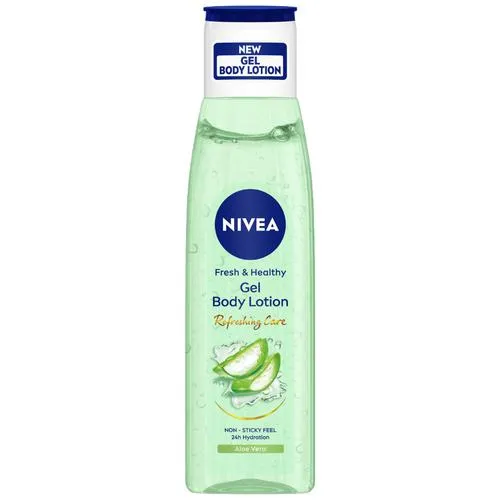 NEW
GEL
BODY LOTION
NIVEA
Fresh & Healthy
Gel
Body Lotion
Refreshing Care
NON - STICKY FEEL
24h Hydration
Aloe Vera